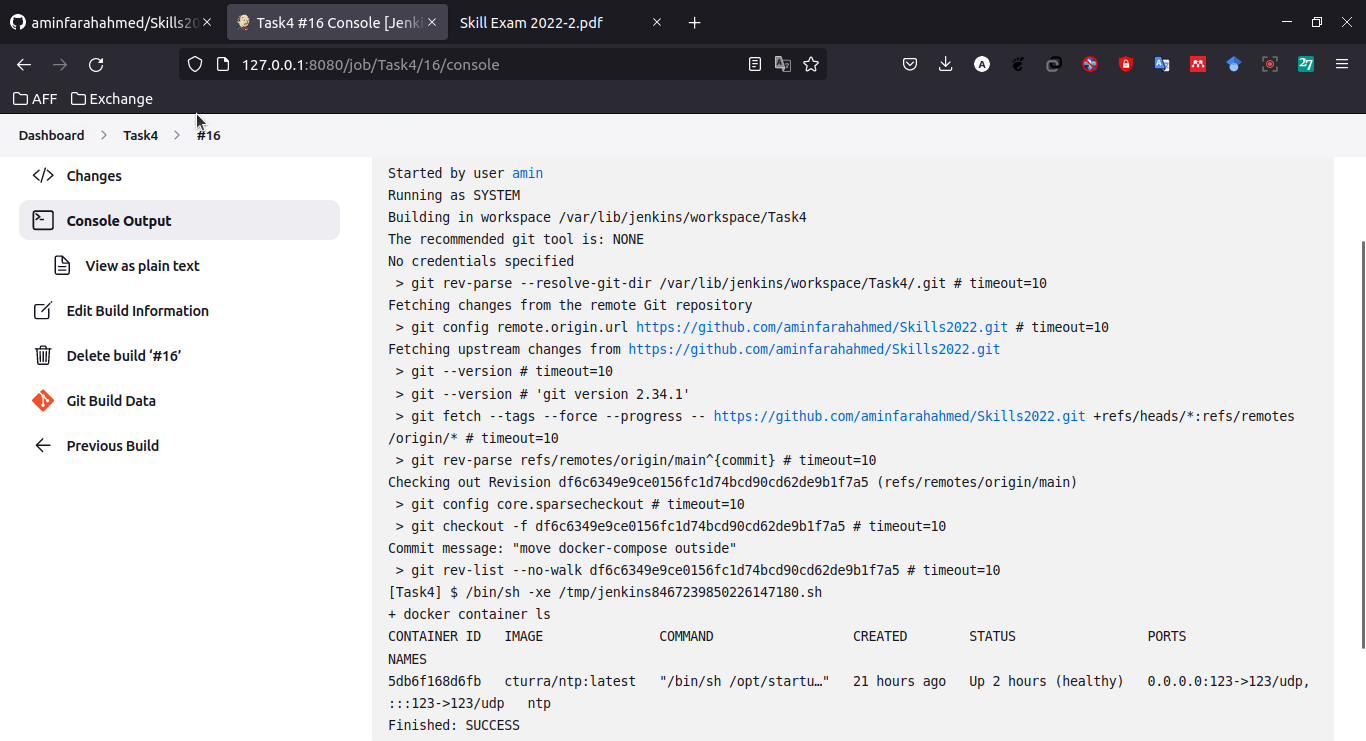 aminfarahahmed/Skills20
Task4 #16 Console [Jenki
Skill Exam 2022-2.pdf
127.0.0.1:8080/job/Task4/16/console
AFF
Exchange
Dashboard
Task4
#16
Changes
Console Output
View as plain text
Edit Build Information
Delete build ‘#16’
Git Build Data
Previous Build
Started by user amin
Running as SYSTEM
Building in workspace /var/lib/jenkins/workspace/Task4
The recommended git tool is: NONE
No credentials specified
> git rev-parse --resolve-git-dir /var/lib/jenkins/workspace/Task4/.git # timeout=10
Fetching changes from the remote Git repository
> git config remote.origin.url https://github.com/aminfarahahmed/Skills2022.git # timeout=10
Fetching upstream changes from https://github.com/aminfarahahmed/Skills2022.git
> git --version # timeout=10
> git --version # 'git version 2.34.1'
> git fetch --tags --force --progress -- https://github.com/aminfarahahmed/Skills2022.git +refs/heads/*:refs/remotes
/origin/* # timeout=10
> git rev-parse refs/remotes/origin/main^{commit} # timeout=10
Checking out Revision df6c6349e9ce0156fc1d74bcd90cd62de9b1f7a5 (refs/remotes/origin/main)
> git config core.sparsecheckout # timeout=10
> git checkout -f df6c6349e9ce0156fc1d74bcd90cd62de9b1f7a5 # timeout=10
Commit message: "move docker-compose outside"
> git rev-list --no-walk df6c6349e9ce0156fc1d74bcd90cd62de9b1f7a5 # timeout=10
[Task4] $ /bin/sh -xe /tmp/jenkins8467239850226147180.sh
+ docker container ls
CONTAINER ID IMAGE COMMAND CREATED STATUS PORTS
NAMES
5db6f168d6fb cturra/ntp:latest "/bin/sh /opt/startu…" 21 hours ago Up 2 hours (healthy) 0.0.0.0:123->123/udp,
:::123->123/udp ntp
Finished: SUCCESS